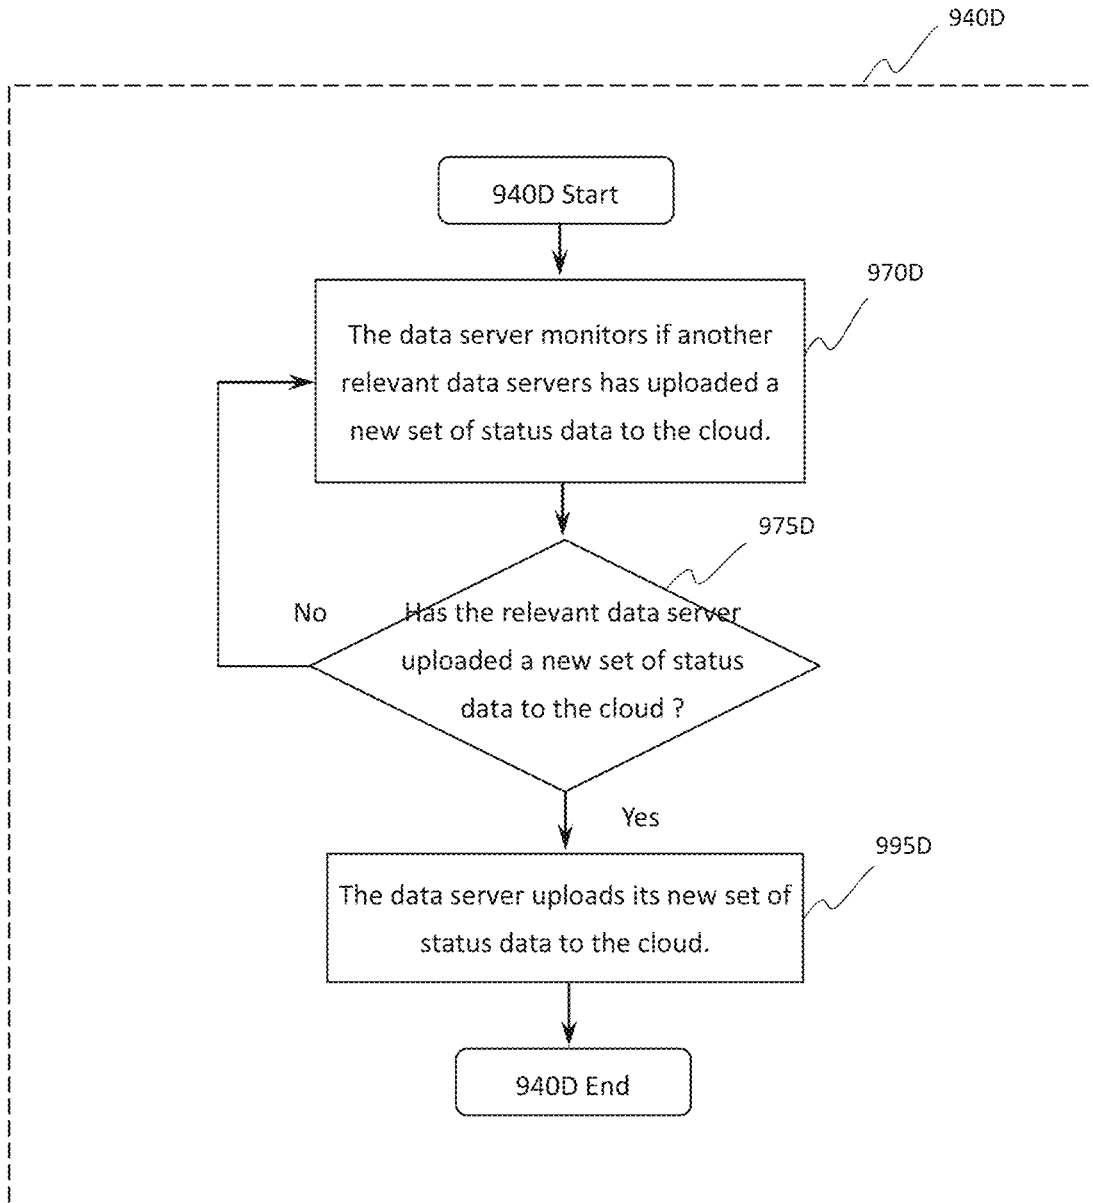 940D
940D Start
970D
The data server monitors if another
relevant data servers has uploaded a
new set of status data to the cloud.
975D
No
Has the relevant data server
uploaded a new set of status
data to the cloud ?
Yes
995D
The data server uploads its new set of
status data to the cloud.
940D End